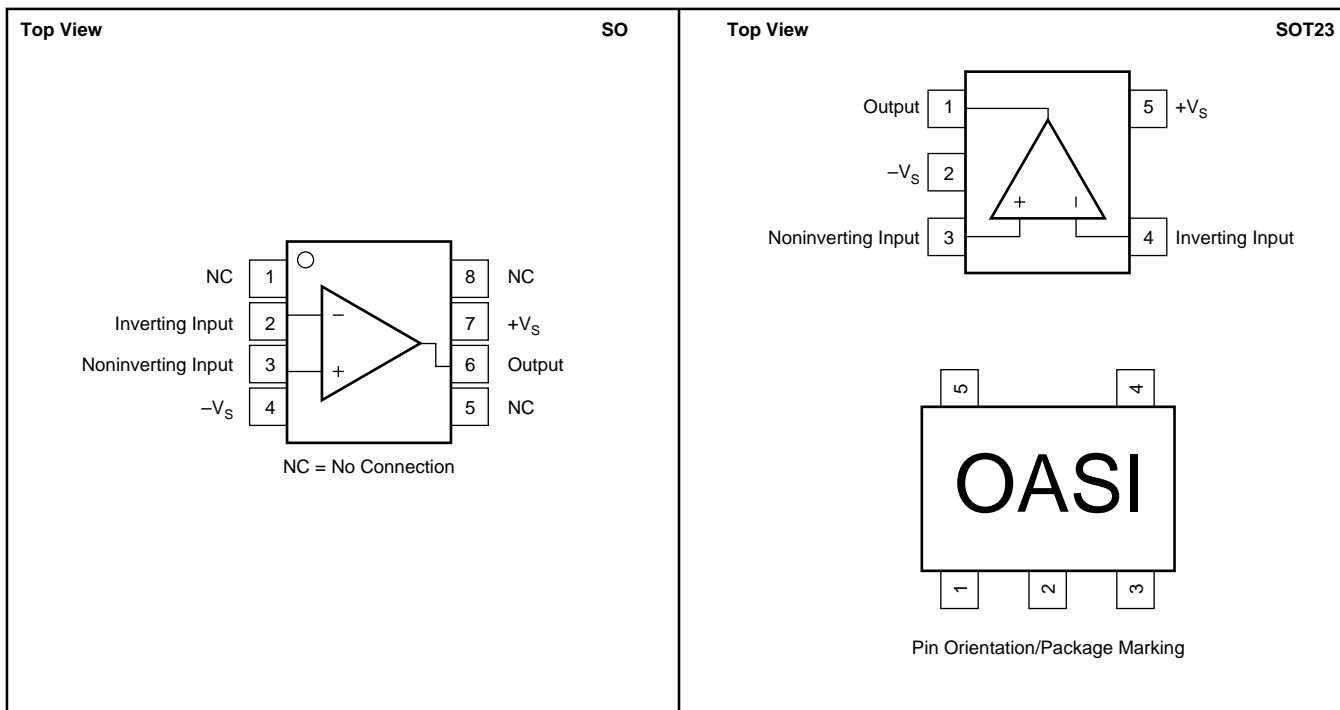 Top View SO
NC 1 8 NC
Inverting Input 2 − 7 +VS
Noninverting Input 3 + 6 Output
–VS 4 5 NC
NC = No Connection
Top View SOT23
Output 1 5 +VS
–VS 2
+ −
Noninverting Input 3 4 Inverting Input
5 4
OASI
1 2 3
Pin Orientation/Package Marking